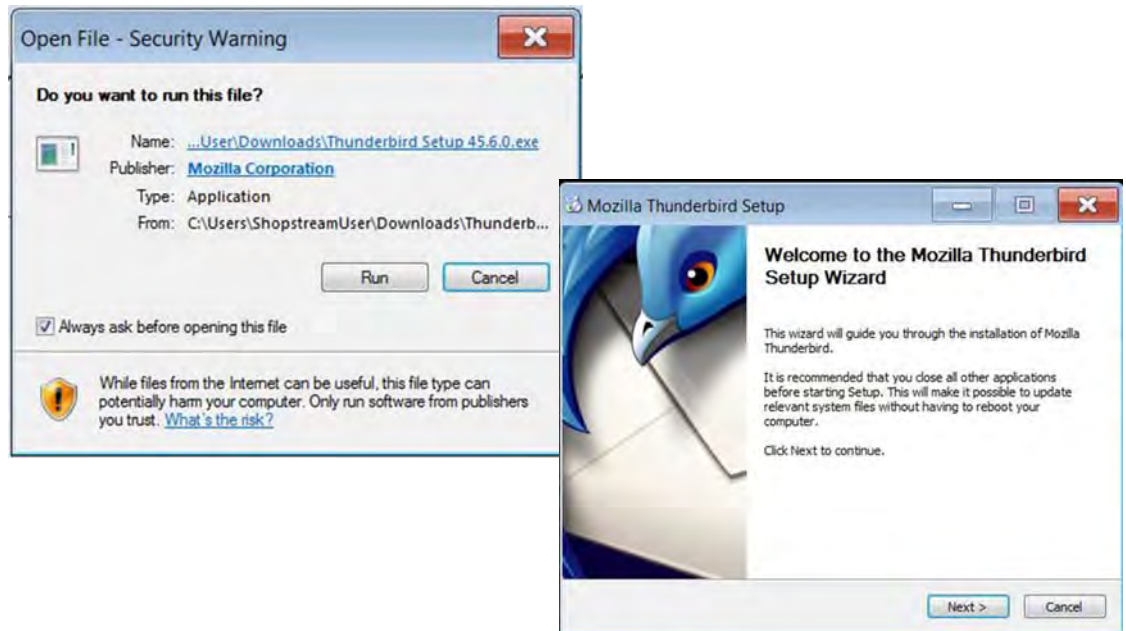 Open File - Security Warning
Do you want to run this file?
Name: ...User\Downloads\Thunderbird Setup 45.6.0.exe
Publisher: Mozilla Corporation
Type: Application
From: C:\Users\ShopstreamUser\Downloads\Thunderb...
Run Cancel
Always ask before opening this file
While files from the Internet can be useful, this file type can
potentially harm your computer. Only run software from publishers
you trust. What's the risk?
Mozilla Thunderbird Setup
Welcome to the Mozilla Thunderbird
Setup Wizard
This wizard will guide you through the installation of Mozilla
Thunderbird.
It is recommended that you close all other applications
before starting Setup. This will make it possible to update
relevant system files without having to reboot your
computer.
Click Next to continue.
Next > Cancel